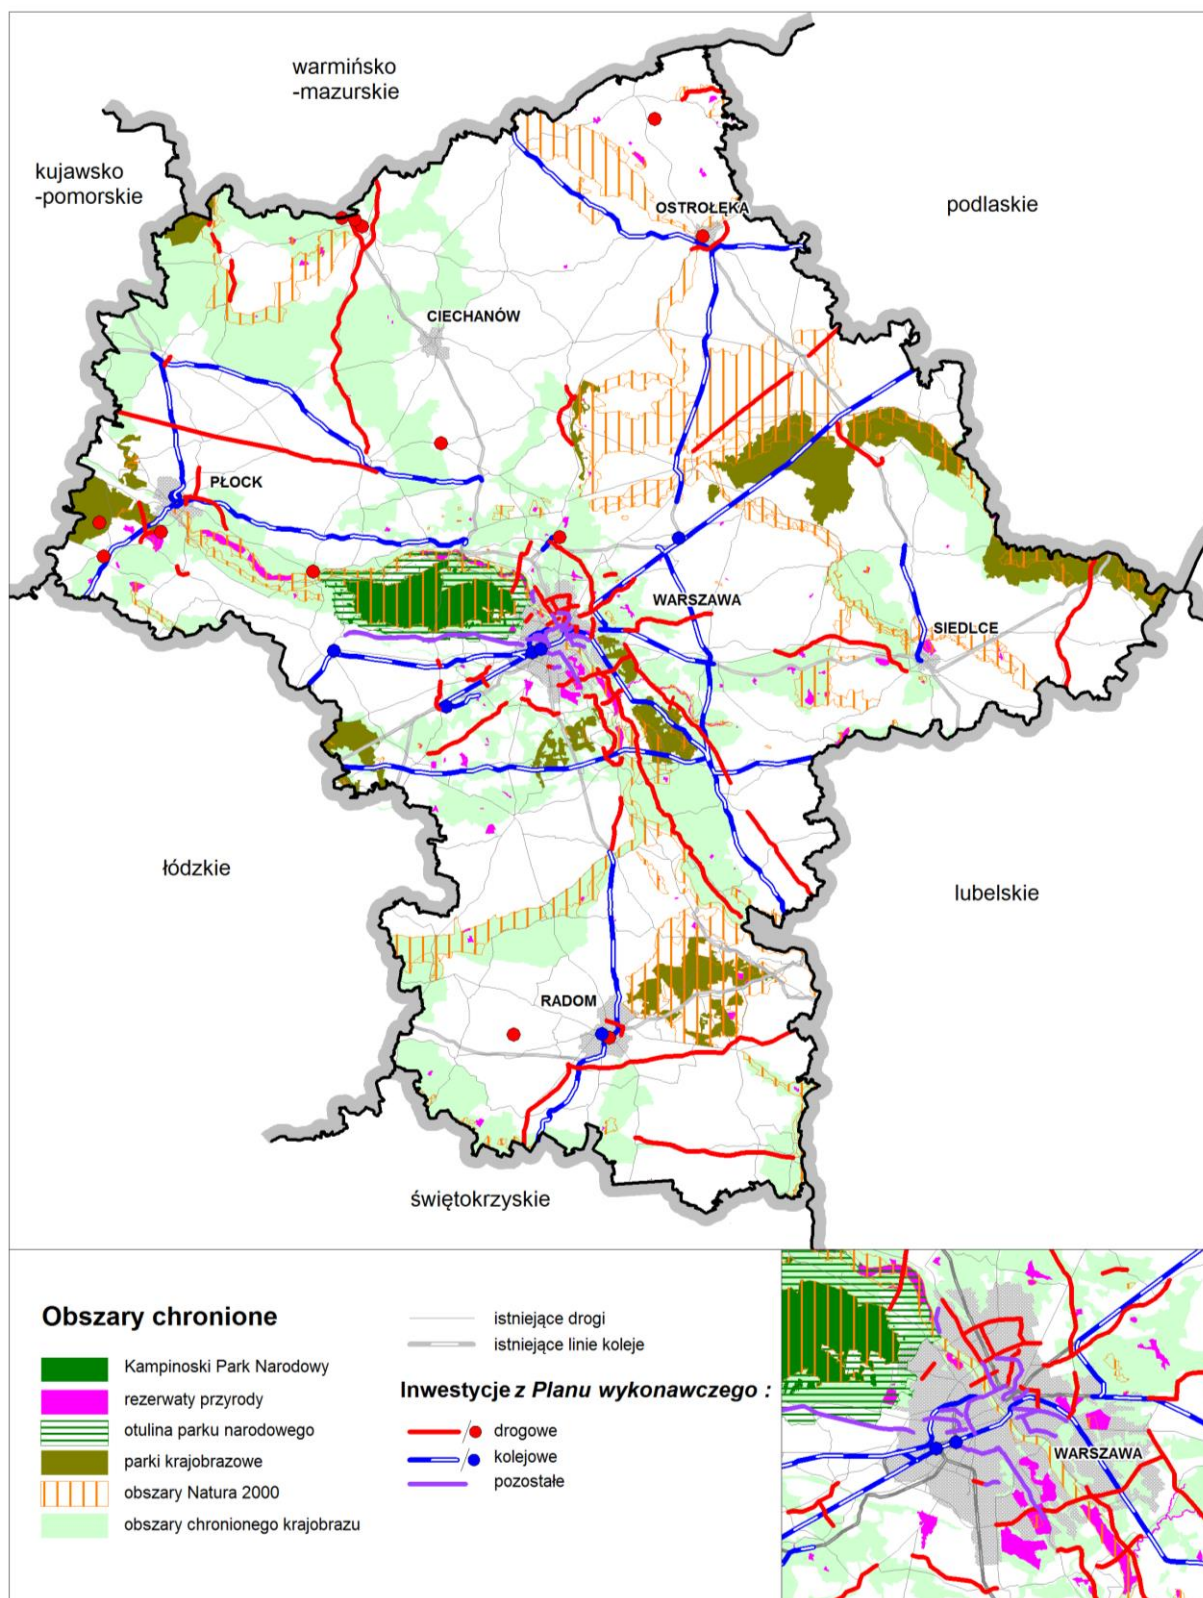 warmińsko
-mazurskie
kujawsko
-pomorskie
podlaskie
OSTROŁĘKA
CIECHANÓW
PŁOCK
WARSZAWA
SIEDLCE
łódzkie
lubelskie
RADOM
świętokrzyskie
Obszary chronione
Kampinoski Park Narodowy
rezerwaty przyrody
otulina parku narodowego
parki krajobrazowe
obszary Natura 2000
obszary chronionego krajobrazu
istniejące drogi
istniejące linie koleje
Inwestycje z Planu wykonawczego :
drogowe
kolejowe
pozostałe
WARSZAWA